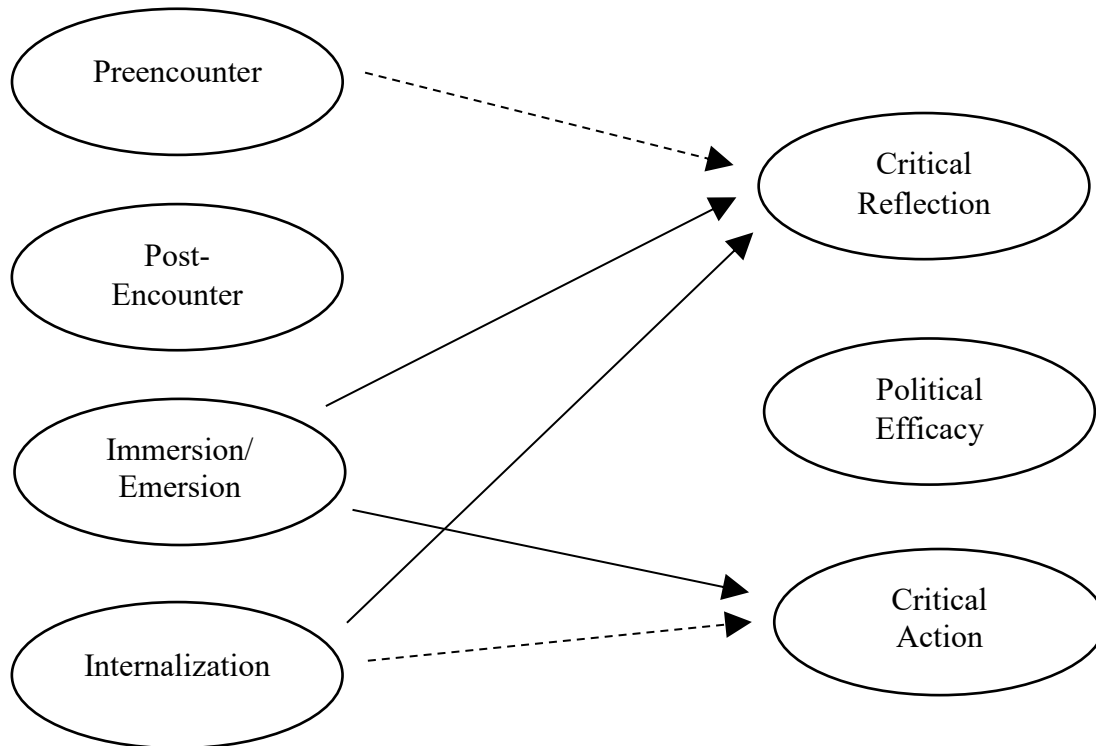 Preencounter
Post-
Encounter
Immersion/
Emersion
Internalization
Critical
Reflection
Political
Efficacy
Critical
Action